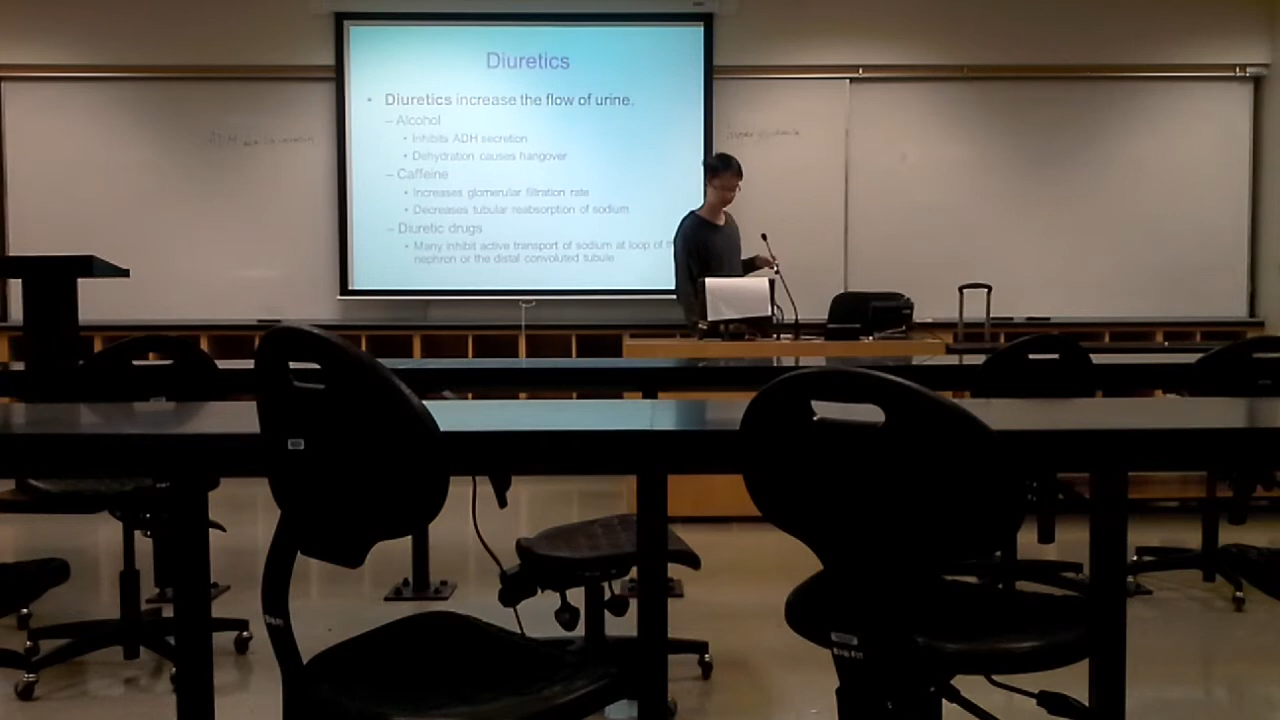 Diuretics
• Diuretics increase the flow of urine.
– Alcohol
• Inhibits ADH secretion
• Dehydration causes hangover
– Caffeine
• Increases glomerular filtration rate
• Decreases tubular reabsorption of sodium
– Diuretic drugs
• Many inhibit active transport of sodium at loop of
nephron or the distal convoluted tubule